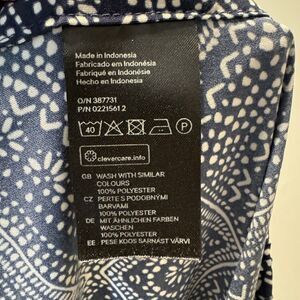 Made in Indonesia
Fabricado em Indonésia
Fabriqué en Indonésie
Hecho en Indonesia
O/N 387731
P/N 0221561 2
40 P
clevercare.info
GB WASH WITH SIMILAR
COLOURS
100% POLYESTER
CZ PERTE S PODOBNÝMI
BARVAMI
100% POLYESTER
DE MIT ÄHNLICHEN FARBEN
WASCHEN
100% POLYESTER
EE PESE KOOS SARNAST VÄRVI